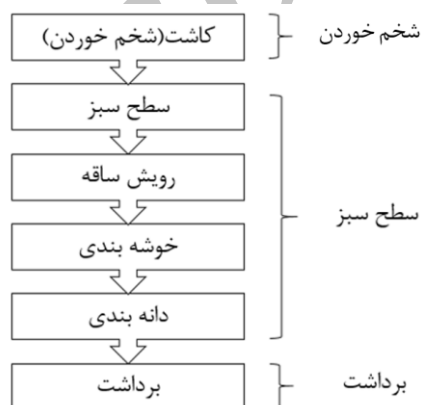 کاشت(شخم خوردن)
شخم خوردن
سطح سبز
رویش ساقه
خوشه بندی
دانه بندی
سطح سبز
برداشت
برداشت